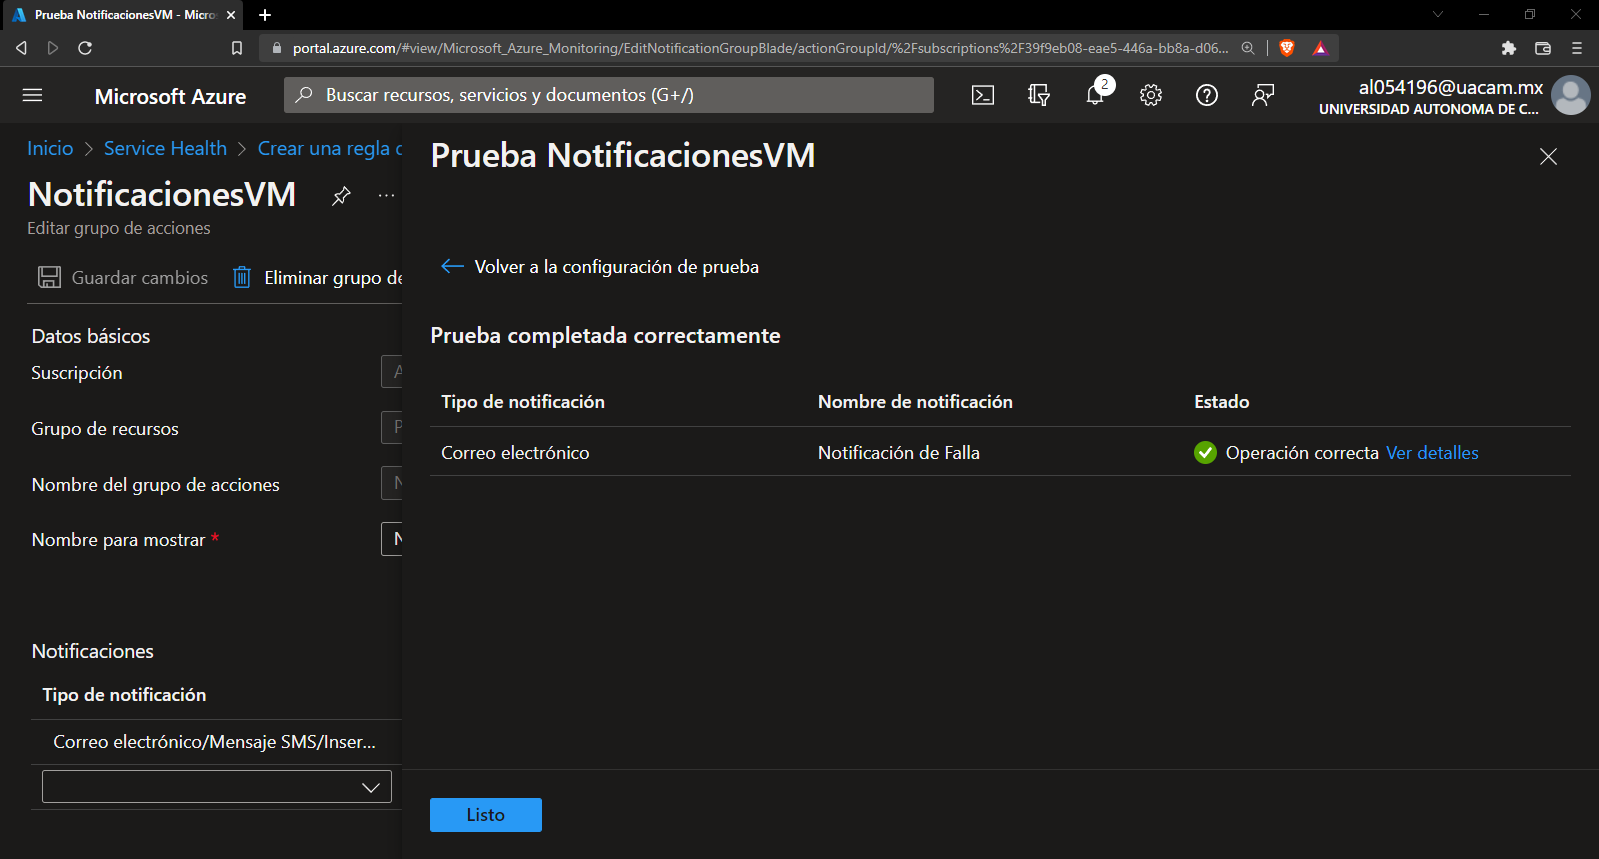 Prueba NotificacionesVM - Micro
portal.azure.com/#view/Microsoft_Azure_Monitoring/EditNotificationGroupBlade/actionGroupId/%2Fsubscriptions%2F39f9eb08-eae5-446a-bb8a-d06...
Microsoft Azure
Buscar recursos, servicios y documentos (G+/)
2
al054196@uacam.mx
UNIVERSIDAD AUTONOMA DE C...
Inicio > Service Health > Crear una regla
NotificacionesVM
...
Editar grupo de acciones
Guardar cambios
Eliminar grupo de
Datos básicos
Suscripción
A
Grupo de recursos
P
Nombre del grupo de acciones
N
Nombre para mostrar *
N
Notificaciones
Tipo de notificación
Correo electrónico/Mensaje SMS/Inser...
Prueba NotificacionesVM
Volver a la configuración de prueba
Prueba completada correctamente
Tipo de notificación Nombre de notificación Estado
Correo electrónico Notificación de Falla Operación correcta Ver detalles
Listo